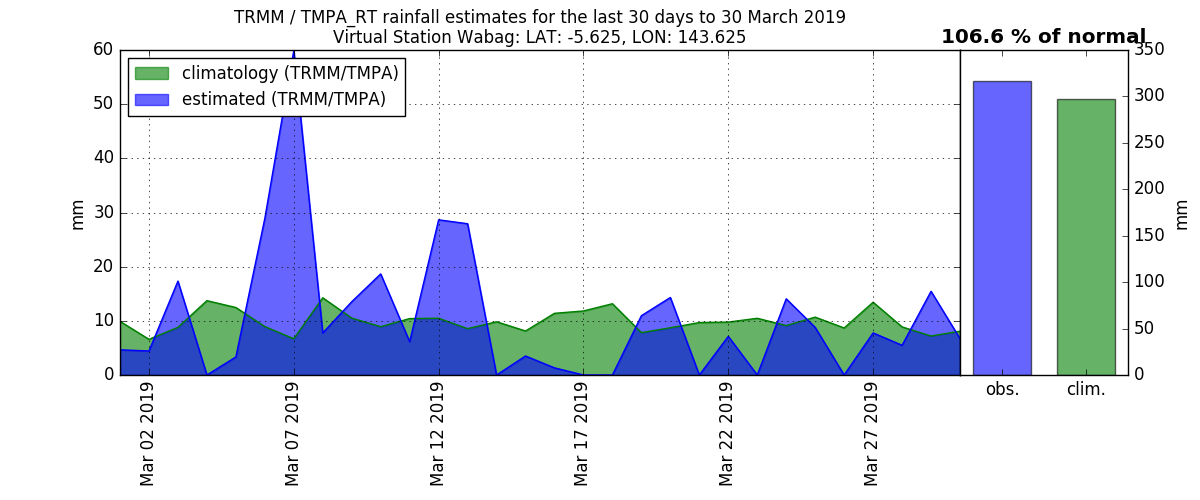 TRMM / TMPA_RT rainfall estimates for the last 30 days to 30 March 2019
Virtual Station Wabag: LAT: -5.625, LON: 143.625
106.6 % of normal
climatology (TRMM/TMPA)
estimated (TRMM/TMPA)
mm
60
50
40
30
20
10
0
Mar 02 2019
Mar 07 2019
Mar 12 2019
Mar 17 2019
Mar 22 2019
Mar 27 2019
obs.
clim.
350
300
250
200
150
100
50
0
mm